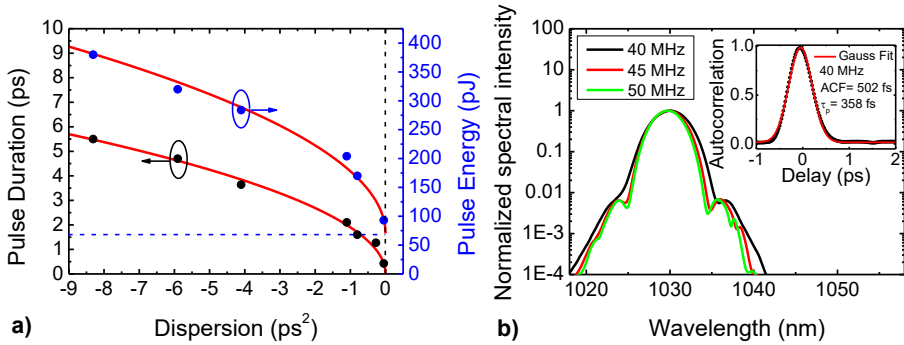 a)
Pulse Duration (ps)
10
9
8
7
6
5
4
3
2
1
0
-9 -8 -7 -6 -5 -4 -3 -2 -1 0
Dispersion (ps2)
400
350
300
250
200
150
100
50
0
Pulse Energy (pJ)
b)
Normalized spectral intensity
1000
100
10
1
0.1
0.01
1E-3
1E-4
1020 1030 1040 1050
Wavelength (nm)
40 MHz
45 MHz
50 MHz
Autocorrelation
1.0
0.5
0.0
-1 0 1 2
Delay (ps)
Gauss Fit
40 MHz
ACF= 502 fs
τp = 358 fs